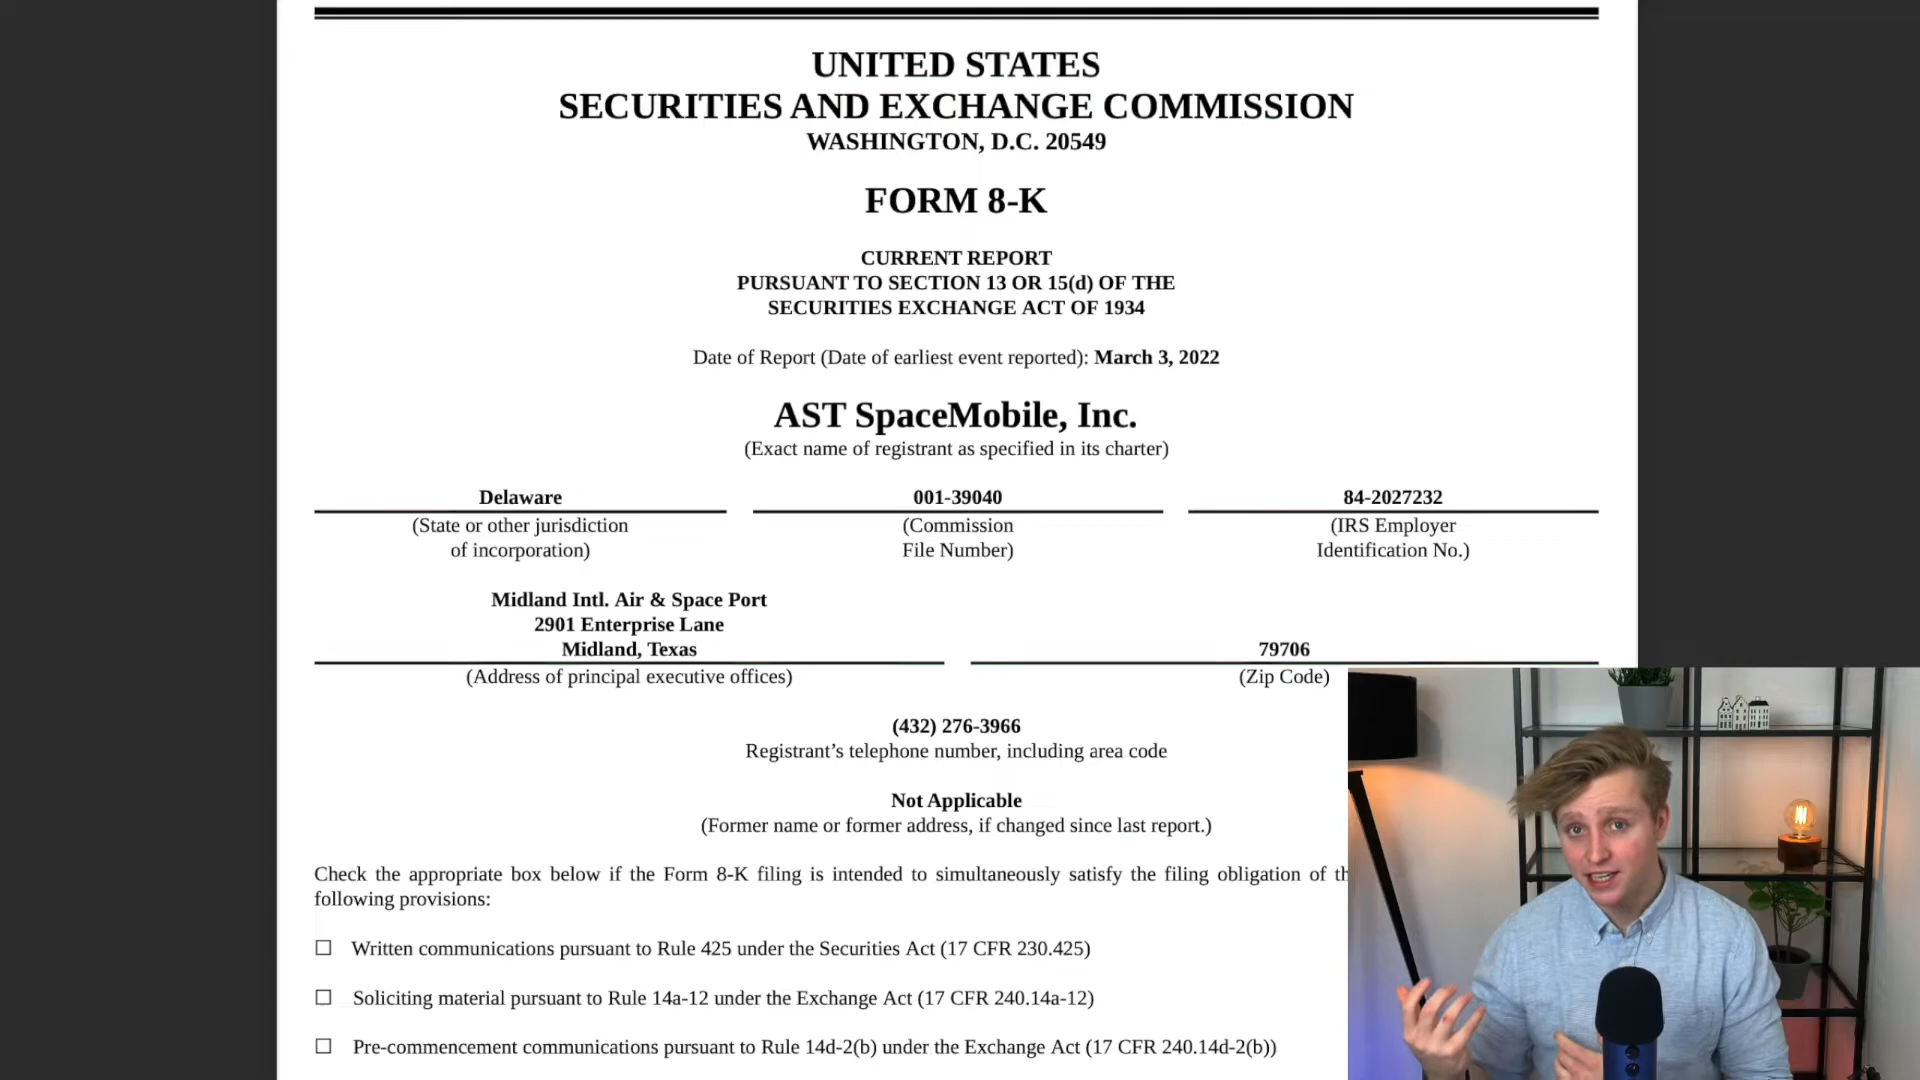 UNITED STATES
SECURITIES AND EXCHANGE COMMISSION
WASHINGTON, D.C. 20549
FORM 8-K
CURRENT REPORT
PURSUANT TO SECTION 13 OR 15(d) OF THE
SECURITIES EXCHANGE ACT OF 1934
Date of Report (Date of earliest event reported): March 3, 2022
AST SpaceMobile, Inc.
(Exact name of registrant as specified in its charter)
Delaware 001-39040 84-2027232
(State or other jurisdiction (Commission (IRS Employer
of incorporation) File Number) Identification No.)
Midland Intl. Air & Space Port
2901 Enterprise Lane
Midland, Texas 79706
(Address of principal executive offices) (Zip Code)
(432) 276-3966
Registrant’s telephone number, including area code
Not Applicable
(Former name or former address, if changed since last report.)
Check the appropriate box below if the Form 8-K filing is intended to simultaneously satisfy the filing obligation of
following provisions:
☐ Written communications pursuant to Rule 425 under the Securities Act (17 CFR 230.425)
☐ Soliciting material pursuant to Rule 14a-12 under the Exchange Act (17 CFR 240.14a-12)
☐ Pre-commencement communications pursuant to Rule 14d-2(b) under the Exchange Act (17 CFR 240.14d-2(b))